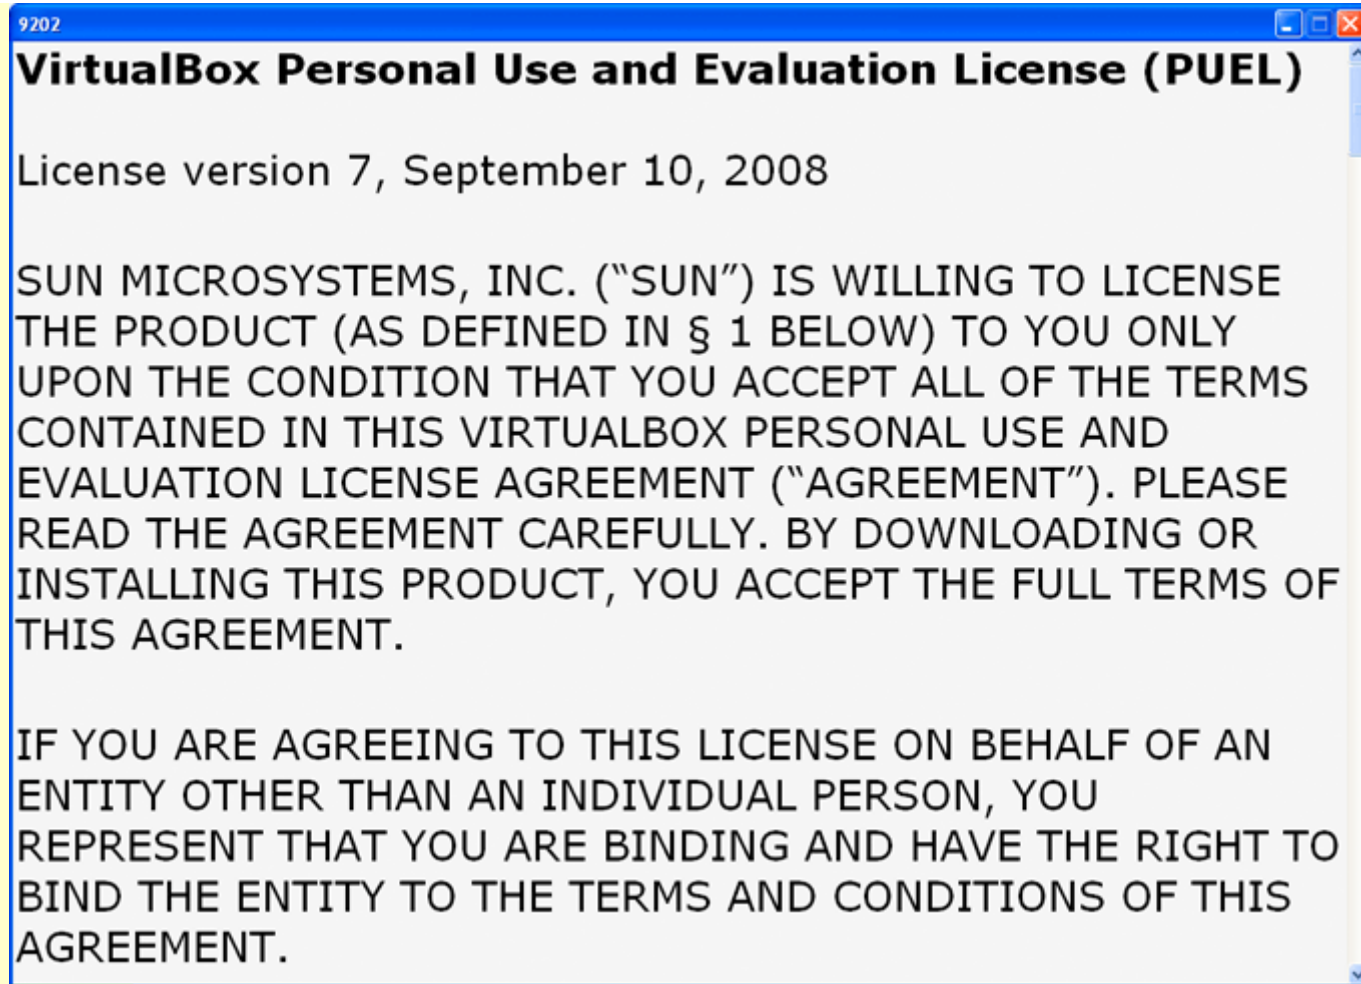 9202
VirtualBox Personal Use and Evaluation License (PUEL)
License version 7, September 10, 2008
SUN MICROSYSTEMS, INC. (“SUN”) IS WILLING TO LICENSE
THE PRODUCT (AS DEFINED IN § 1 BELOW) TO YOU ONLY
UPON THE CONDITION THAT YOU ACCEPT ALL OF THE TERMS
CONTAINED IN THIS VIRTUALBOX PERSONAL USE AND
EVALUATION LICENSE AGREEMENT (“AGREEMENT”). PLEASE
READ THE AGREEMENT CAREFULLY. BY DOWNLOADING OR
INSTALLING THIS PRODUCT, YOU ACCEPT THE FULL TERMS OF
THIS AGREEMENT.
IF YOU ARE AGREEING TO THIS LICENSE ON BEHALF OF AN
ENTITY OTHER THAN AN INDIVIDUAL PERSON, YOU
REPRESENT THAT YOU ARE BINDING AND HAVE THE RIGHT TO
BIND THE ENTITY TO THE TERMS AND CONDITIONS OF THIS
AGREEMENT.